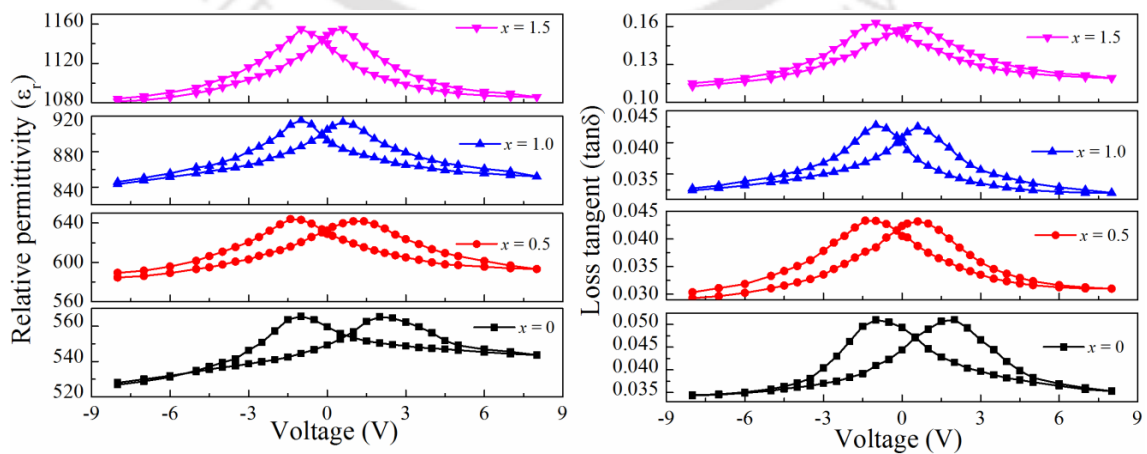 Relative permittivity (εr)
1160
1120
1080
x = 1.5
920
880
840
x = 1.0
640
600
560
x = 0.5
560
540
520
x = 0
-9 -6 -3 0 3 6 9
Voltage (V)
Loss tangent (tanδ)
0.16
0.14
0.12
0.10
x = 1.5
0.045
0.040
0.035
x = 1.0
0.045
0.040
0.035
0.030
x = 0.5
0.050
0.045
0.040
0.035
x = 0
-9 -6 -3 0 3 6 9
Voltage (V)